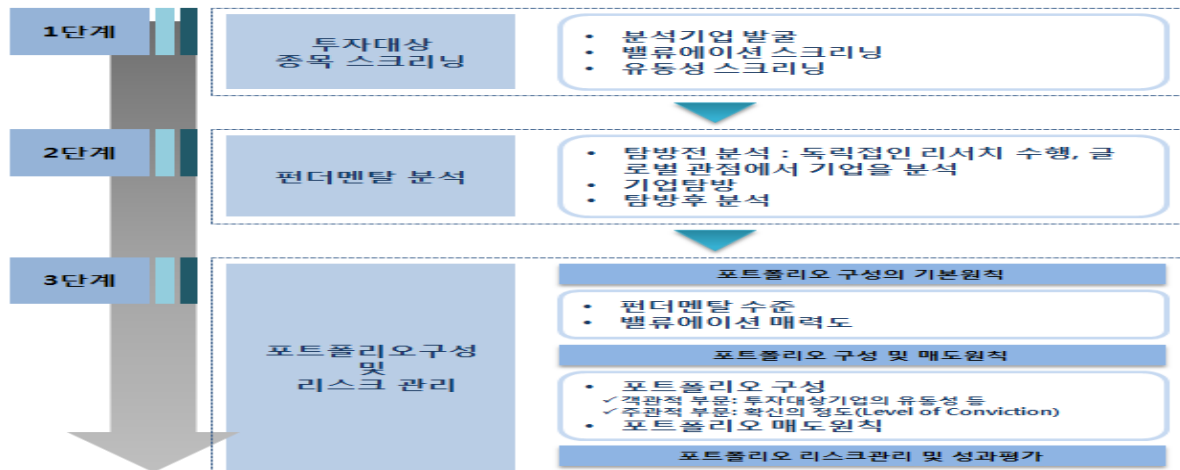 1단계
투자대상
종목 스크리닝
• 분석기업 발굴
• 밸류에이션 스크리닝
• 유동성 스크리닝
2단계
펀더멘탈 분석
• 탐방전 분석 : 독립접인 리서치 수행, 글
로벌 관점에서 기업을 분석
• 기업탐방
• 탐방후 분석
3단계
포트폴리오구성
및
리스크 관리
포트폴리오 구성의 기본원칙
• 펀더멘탈 수준
• 밸류에이션 매력도
포트폴리오 구성 및 매도원칙
• 포트폴리오 구성
✓객관적 부문: 투자대상기업의 유동성 등
✓주관적 부문: 확신의 정도(Level of Conviction)
• 포트폴리오 매도원칙
포트폴리오 리스크관리 및 성과평가